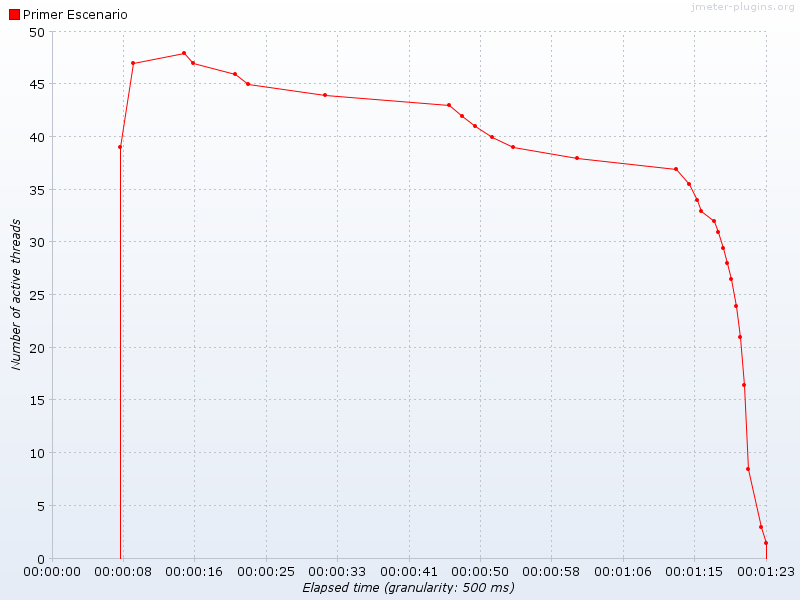 jmeter-plugins.org
Primer Escenario
50
45
40
35
30
25
20
15
10
5
0
Number of active threads
00:00:00 00:00:08 00:00:16 00:00:25 00:00:33 00:00:41 00:00:50 00:00:58 00:01:06 00:01:15 00:01:23
Elapsed time (granularity: 500 ms)